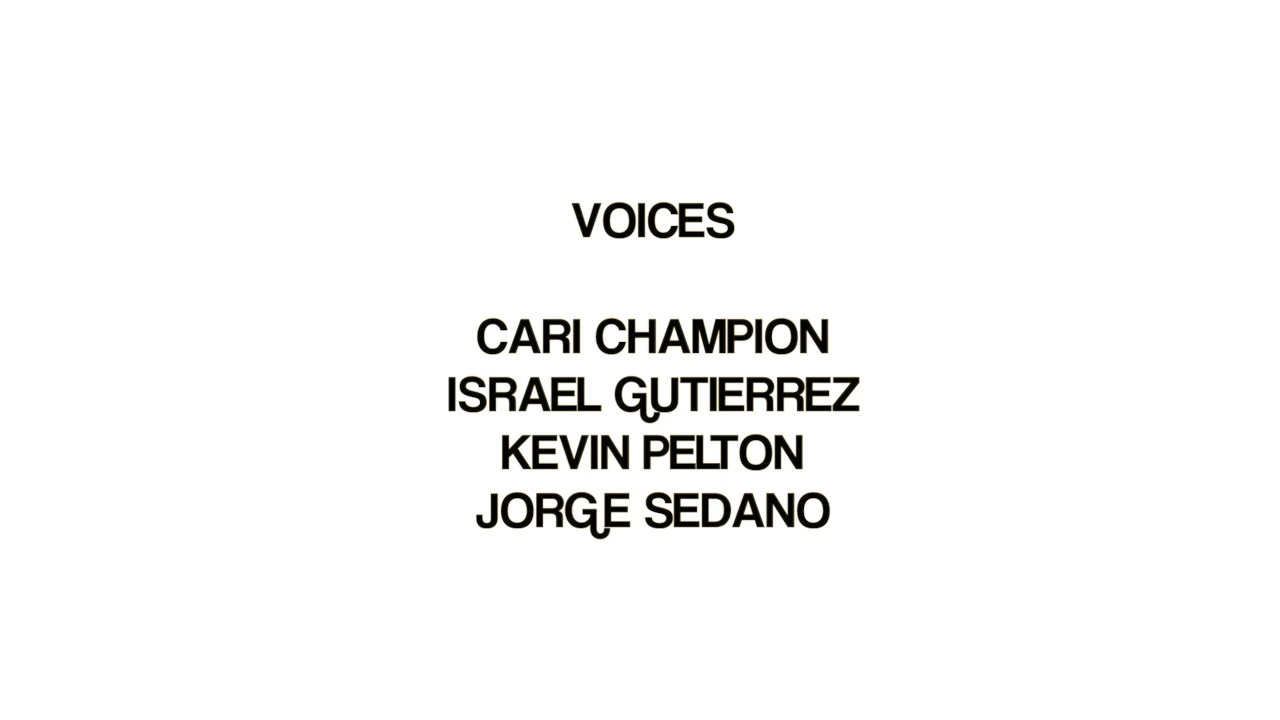 VOICES
CARI CHAMPION
ISRAEL GUTIERREZ
KEVIN PELTON
JORGE SEDANO